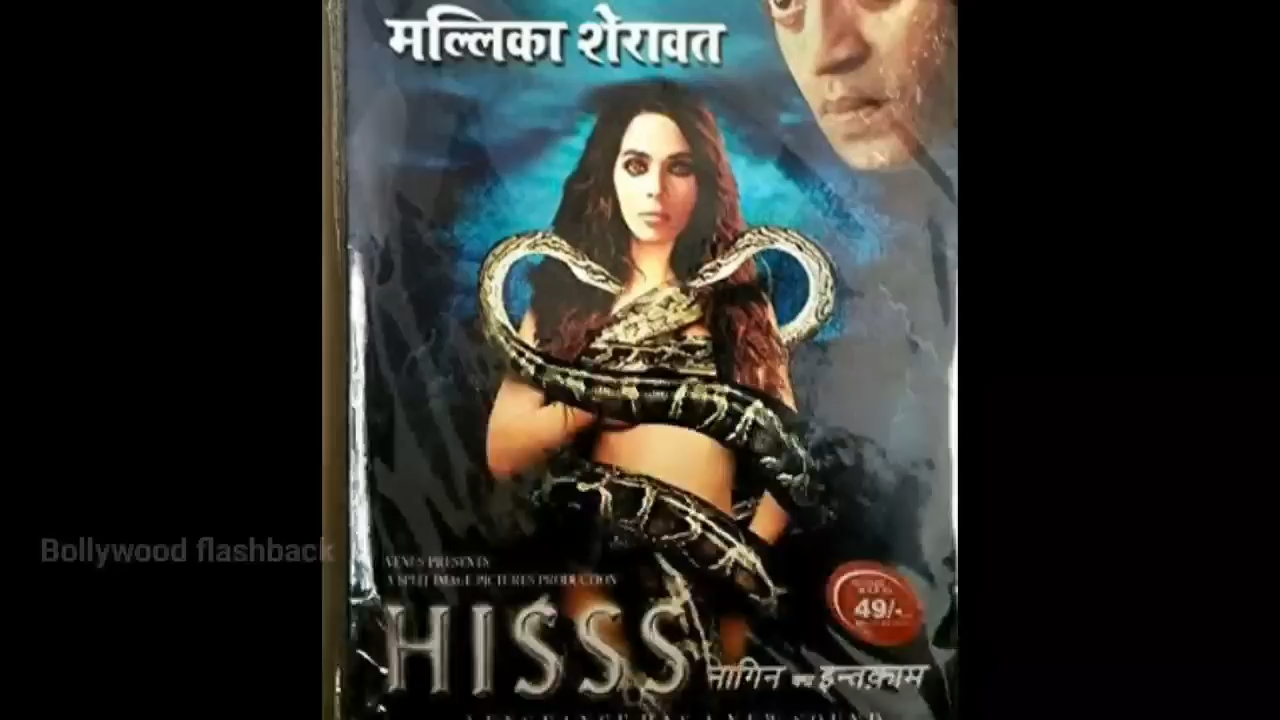 मल्लिका शेरावत
Bollywood flashback
VENUS PRESENTS
A SPLIT IMAGE PICTURES PRODUCTION
49/-
HISSS
नागिन का इन्तक़ाम